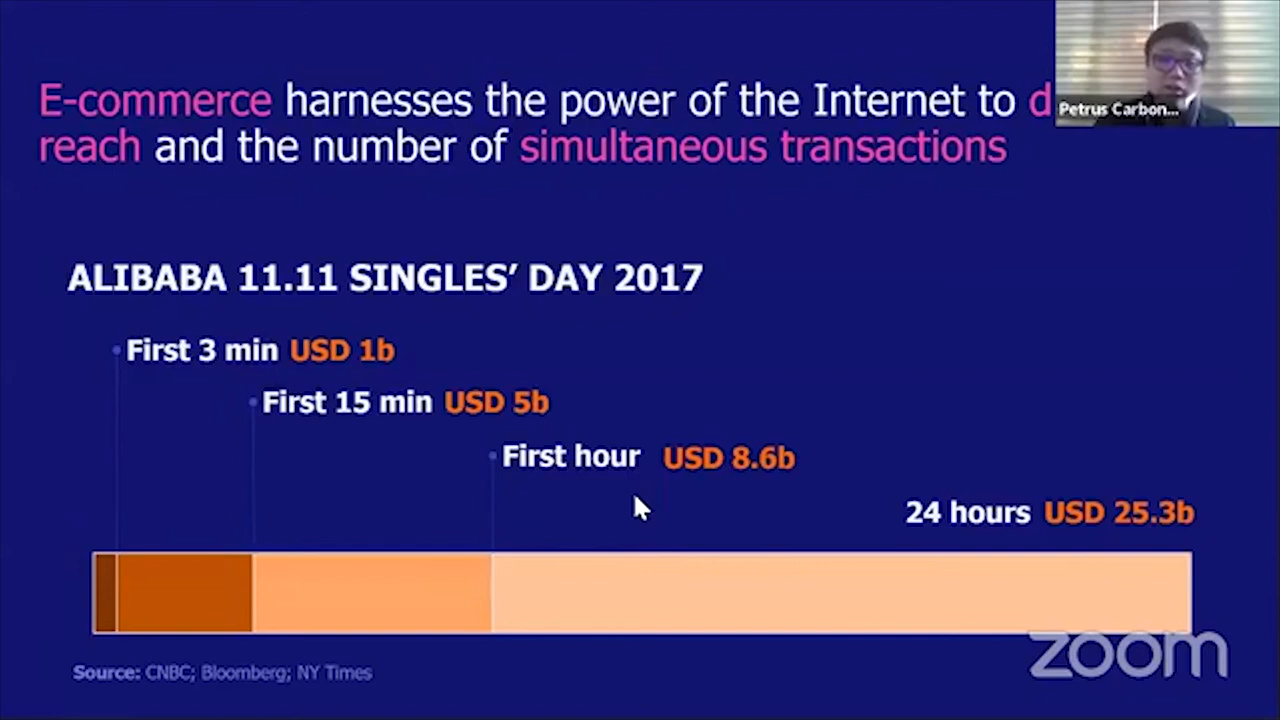 E-commerce harnesses the power of the Internet to
reach and the number of simultaneous transactions
Petrus Carbon...
ALIBABA 11.11 SINGLES’ DAY 2017
First 3 min USD 1b
First 15 min USD 5b
First hour USD 8.6b
24 hours USD 25.3b
Source: CNBC; Bloomberg; NY Times
zoom